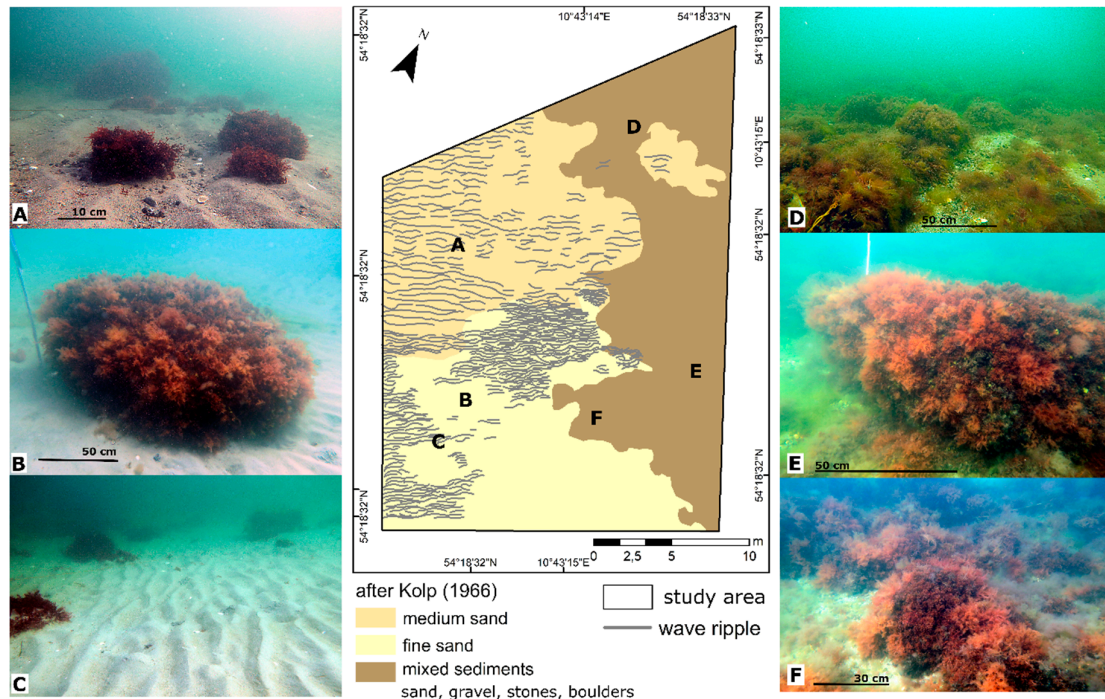 A
10 cm
B
50 cm
C
10°43'14"E
54°18'33"N
54°18'32"N
54°18'32"N
54°18'32"N
54°18'33"N
10°43'15"E
54°18'32"N
54°18'32"N
N
A
B
C
D
E
F
m
0 2,5 5 10
54°18'32"N
10°43'15"E
after Kolp (1966)
medium sand
fine sand
mixed sediments
sand, gravel, stones, boulders
study area
wave ripple
D
50 cm
E
50 cm
F
30 cm